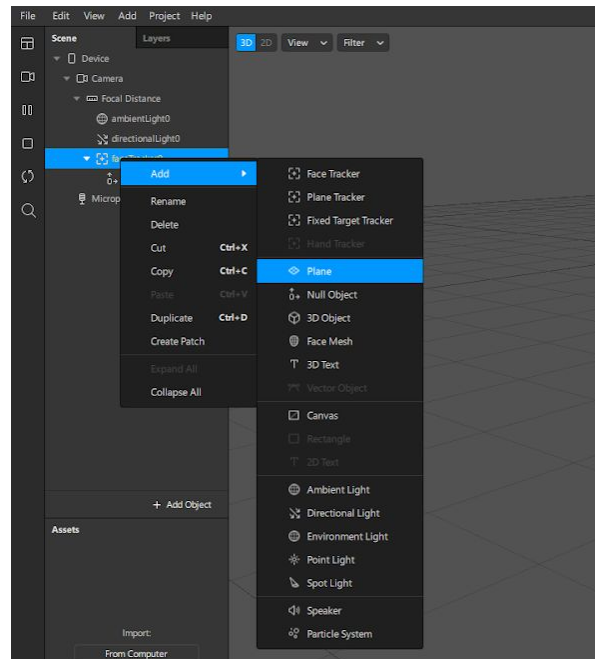 File Edit View Add Project Help
Scene Layers
3D 2D View Filter
Device
Camera
Focal Distance
ambientLight0
directionalLight0
Microp
Add
Rename
Delete
Cut Ctrl+X
Copy Ctrl+C
Paste Ctrl+V
Duplicate Ctrl+D
Create Patch
Expand All
Collapse All
Face Tracker
Plane Tracker
Fixed Target Tracker
Hand Tracker
Plane
Null Object
3D Object
Face Mesh
3D Text
Vector Object
Canvas
Rectangle
2D Text
Ambient Light
Directional Light
Environment Light
Point Light
Spot Light
Speaker
Particle System
+ Add Object
Assets
Import:
From Computer